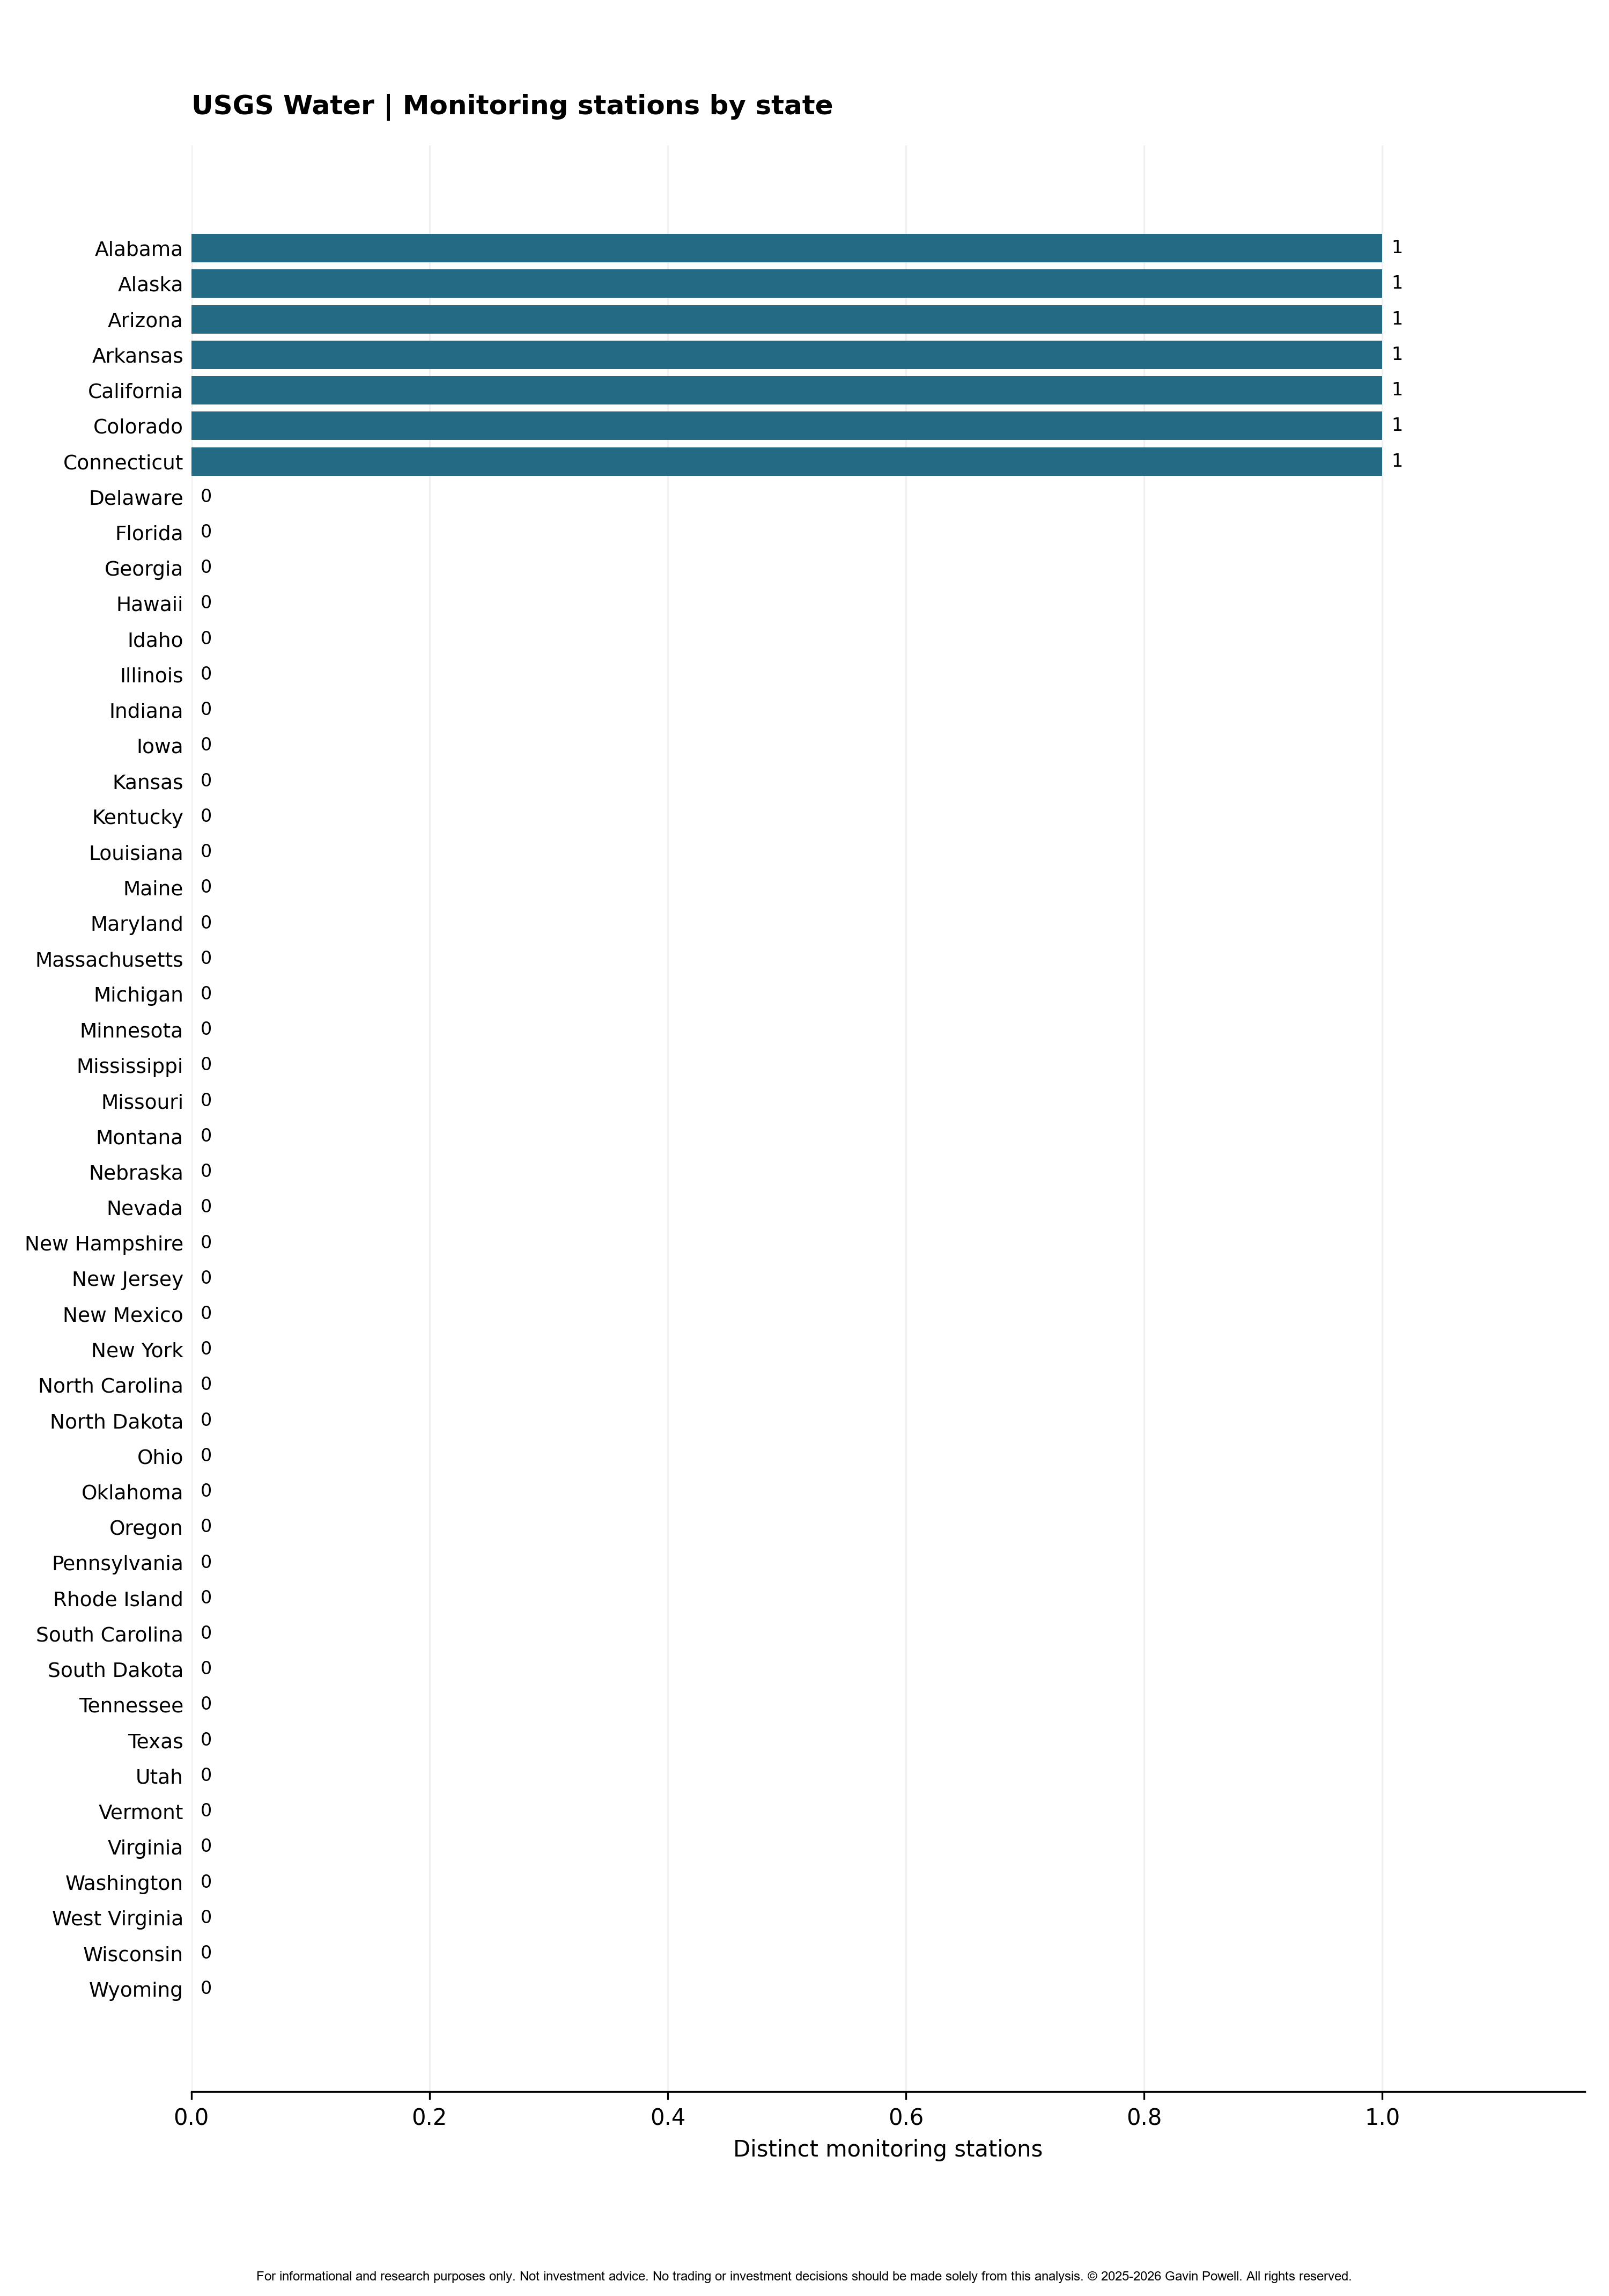 USGS Water | Monitoring stations by state
Alabama 1
Alaska 1
Arizona 1
Arkansas 1
California 1
Colorado 1
Connecticut 1
Delaware 0
Florida 0
Georgia 0
Hawaii 0
Idaho 0
Illinois 0
Indiana 0
Iowa 0
Kansas 0
Kentucky 0
Louisiana 0
Maine 0
Maryland 0
Massachusetts 0
Michigan 0
Minnesota 0
Mississippi 0
Missouri 0
Montana 0
Nebraska 0
Nevada 0
New Hampshire 0
New Jersey 0
New Mexico 0
New York 0
North Carolina 0
North Dakota 0
Ohio 0
Oklahoma 0
Oregon 0
Pennsylvania 0
Rhode Island 0
South Carolina 0
South Dakota 0
Tennessee 0
Texas 0
Utah 0
Vermont 0
Virginia 0
Washington 0
West Virginia 0
Wisconsin 0
Wyoming 0
0.0 0.2 0.4 0.6 0.8 1.0
Distinct monitoring stations
For informational and research purposes only. Not investment advice. No trading or investment decisions should be made solely from this analysis. © 2025-2026 Gavin Powell. All rights reserved.